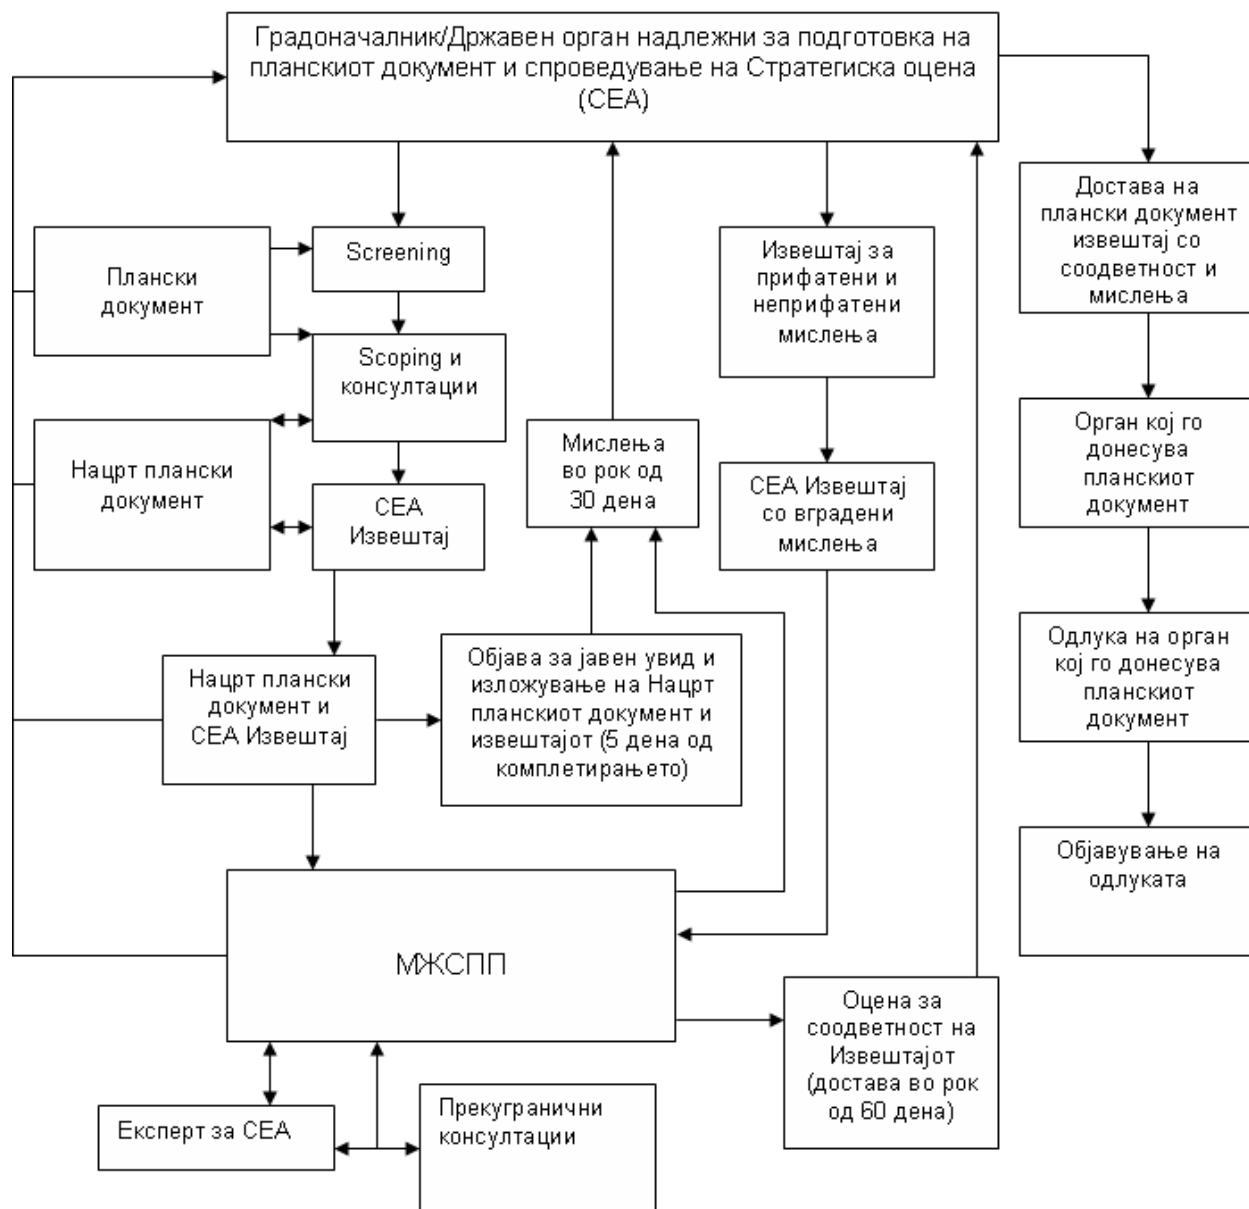 Градоначалник/Државен орган надлежни за подготовка на
планскиот документ и спроведување на Стратегиска оцена
(СЕА)
Плански
документ
Screening
Scoping и
консултации
Нацрт плански
документ
СЕА
Извештај
Нацрт плански
документ и
СЕА Извештај
Објава за јавен увид и
изложување на Нацрт
планскиот документ и
извештајот (5 дена од
комплетирањето)
Мислења
во рок од
30 дена
Извештај за
прифатени и
неприфатени
мислења
СЕА Извештај
со вградени
мислења
МЖСПП
Експерт за СЕА
Прекугранични
консултации
Оцена за
соодветност на
Извештајот
(достава во рок
од 60 дена)
Достава на
плански документ
извештај со
соодветност и
мислења
Орган кој го
донесува
планскиот
документ
Одлука на орган
кој го донесува
планскиот
документ
Објавување на
одлуката